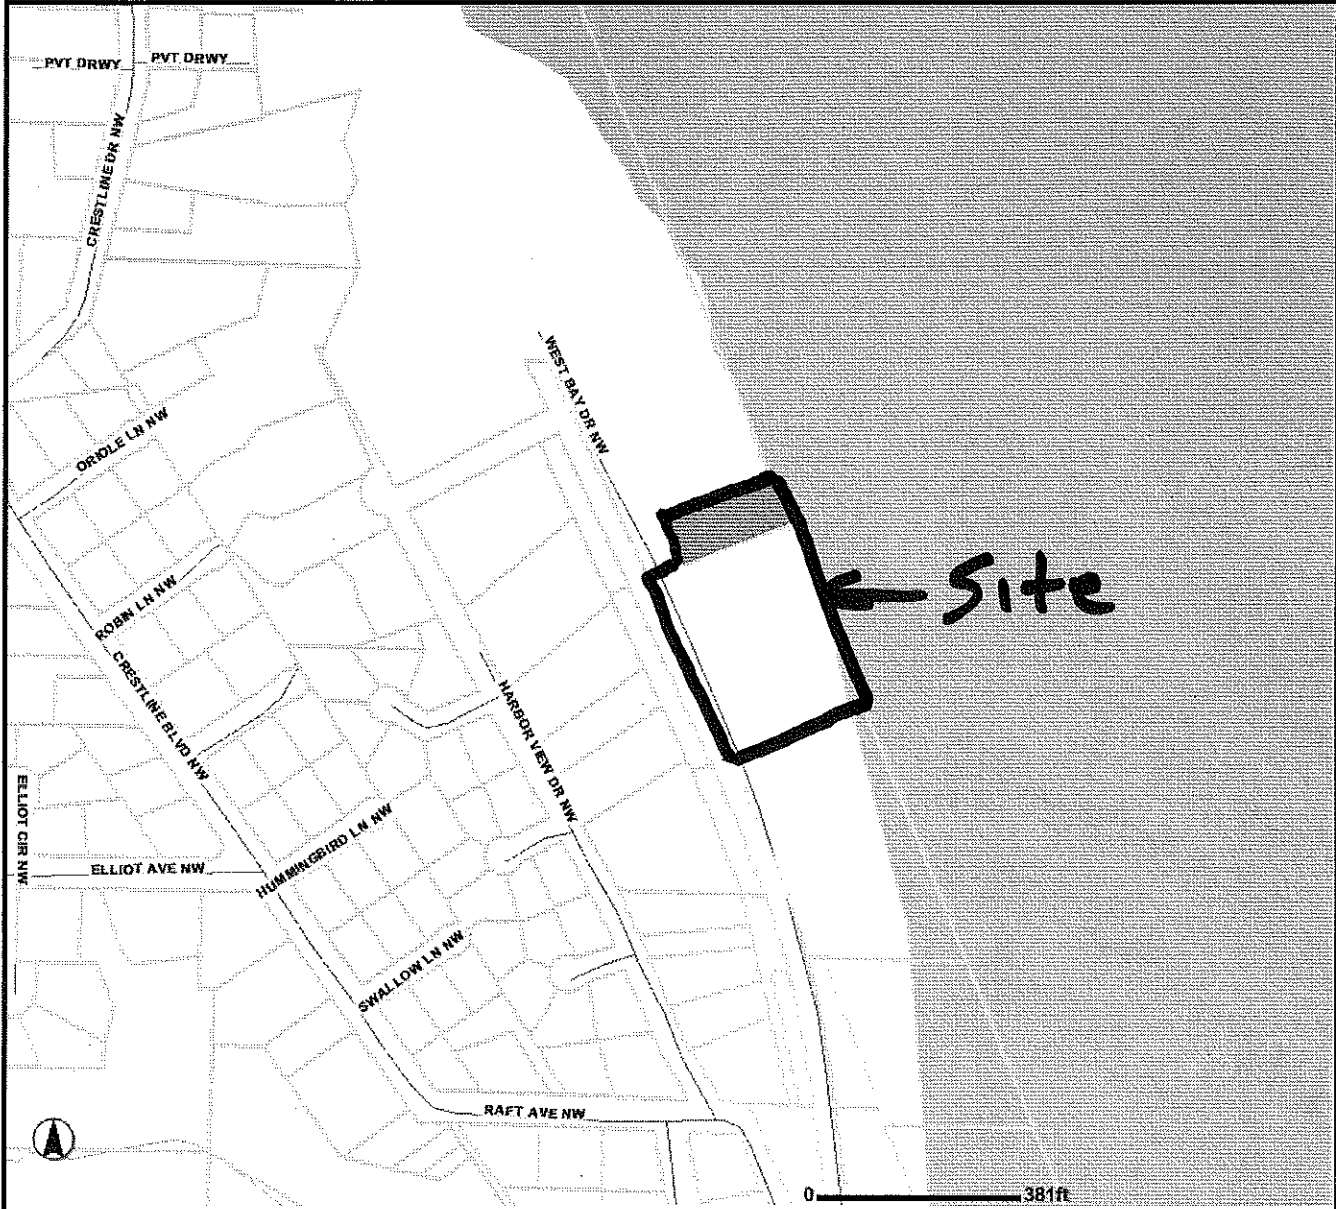 PVT DRWY
PVT DRWY
CRESTLINE DR NW
WEST BAY DR NW
ORIOLE LN NW
Site
ROBIN LN NW
CRESTLINE BLVD NW
HARBOR VIEW DR NW
ELLIOT CIR NW
HUMMINGBIRD LN NW
ELLIOT AVE NW
SWALLOW LN NW
RAFT AVE NW
0
381ft